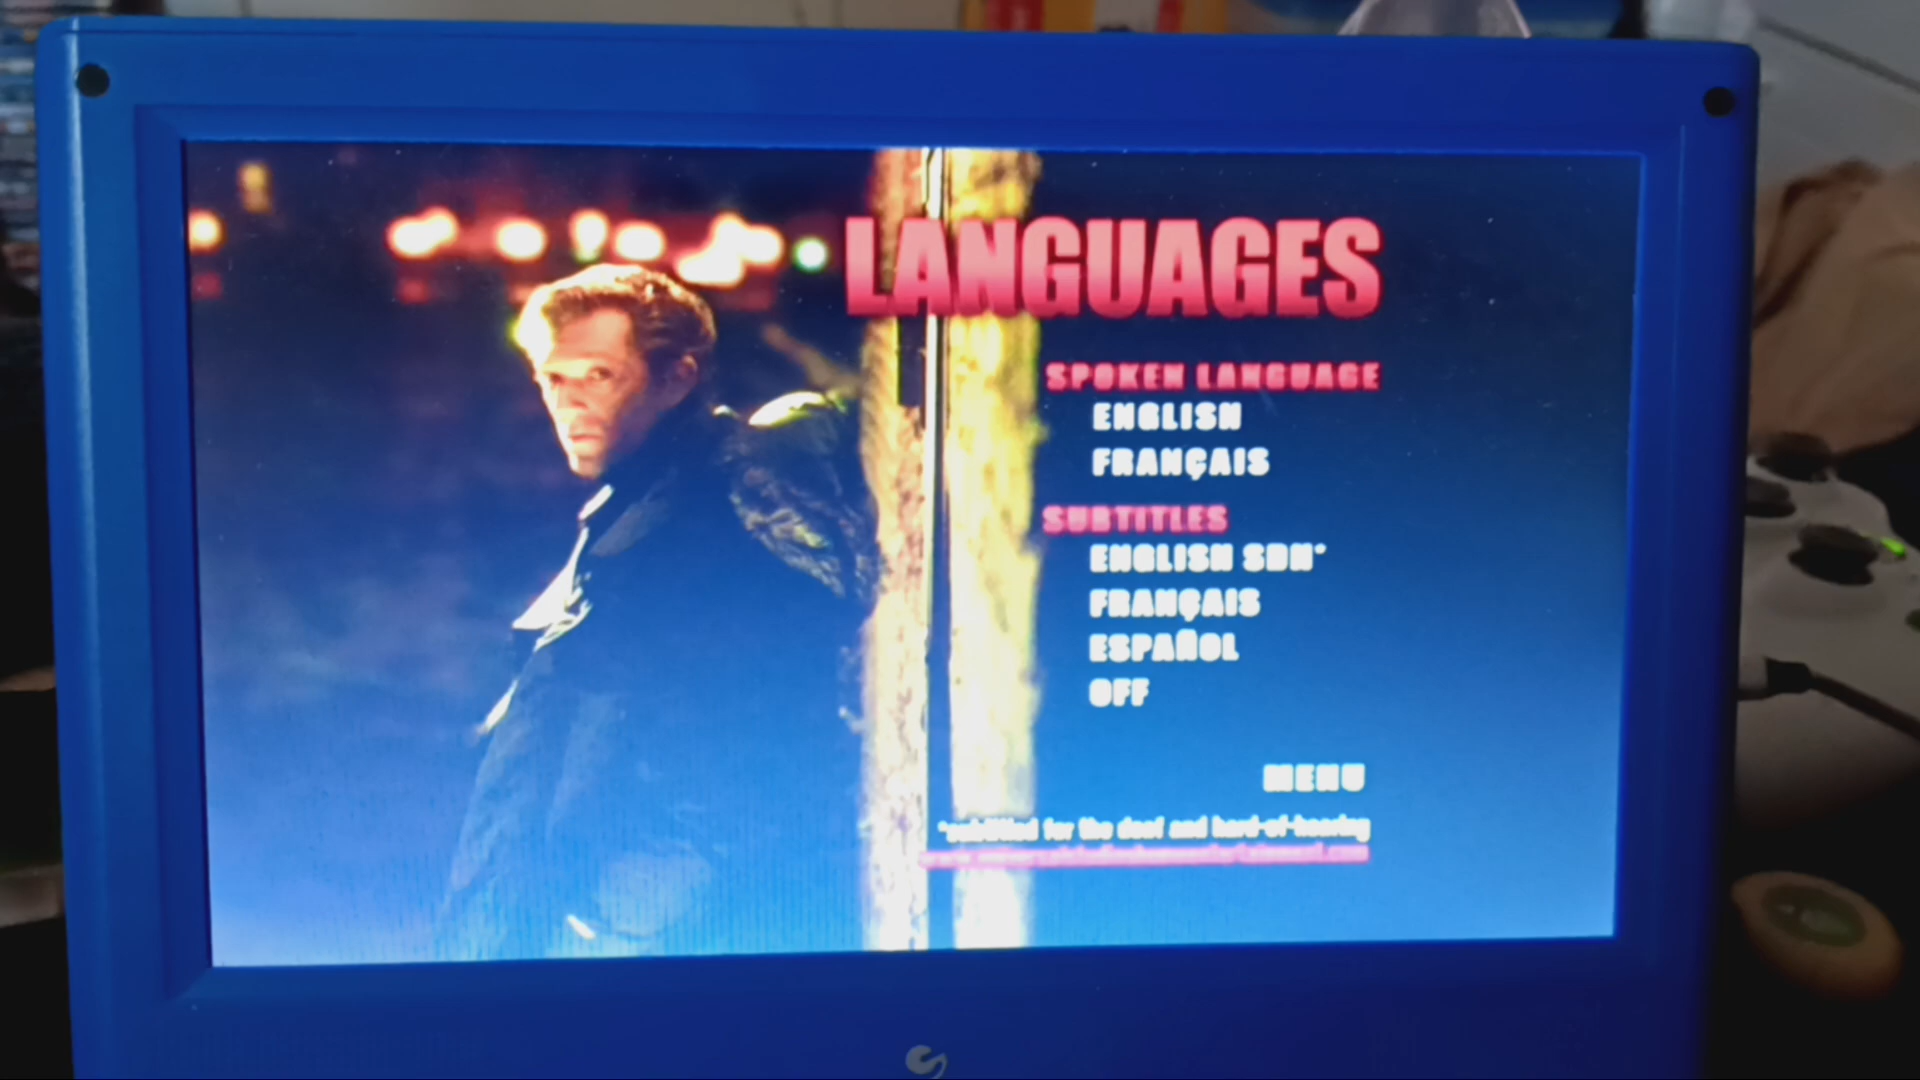 LANGUAGES
SPOKEN LANGUAGE
ENGLISH
FRANÇAIS
SUBTITLES
ENGLISH SDH*
FRANÇAIS
ESPAÑOL
OFF
MENU
*subtitled for the deaf and hard-of-hearing